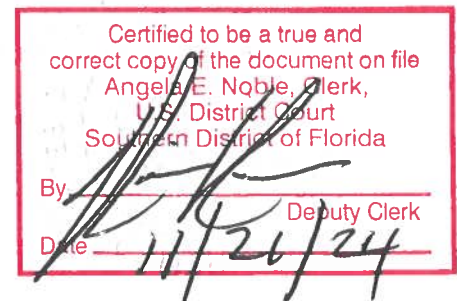 Certified to be a true and
correct copy of the document on file
Angela E. Noble, Clerk,
U.S. District Court
Southern District of Florida
By
Deputy Clerk
Date 11/21/24